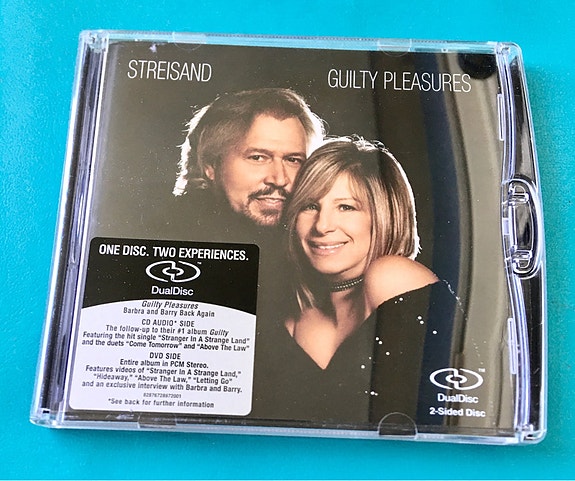 STREISAND
GUILTY PLEASURES
ONE DISC. TWO EXPERIENCES.
DualDisc™
Guilty Pleasures
Barbra and Barry Back Again
CD AUDIO* SIDE
The follow-up to their #1 album Guilty
Featuring the hit single "Stranger In A Strange Land"
and the duets "Come Tomorrow" and "Above The Law"
DVD SIDE
Entire album in PCM Stereo.
Features videos of "Stranger In A Strange Land,"
"Hideaway," "Above The Law," "Letting Go"
and an exclusive interview with Barbra and Barry.
*See back for further information
DualDisc™
2-Sided Disc